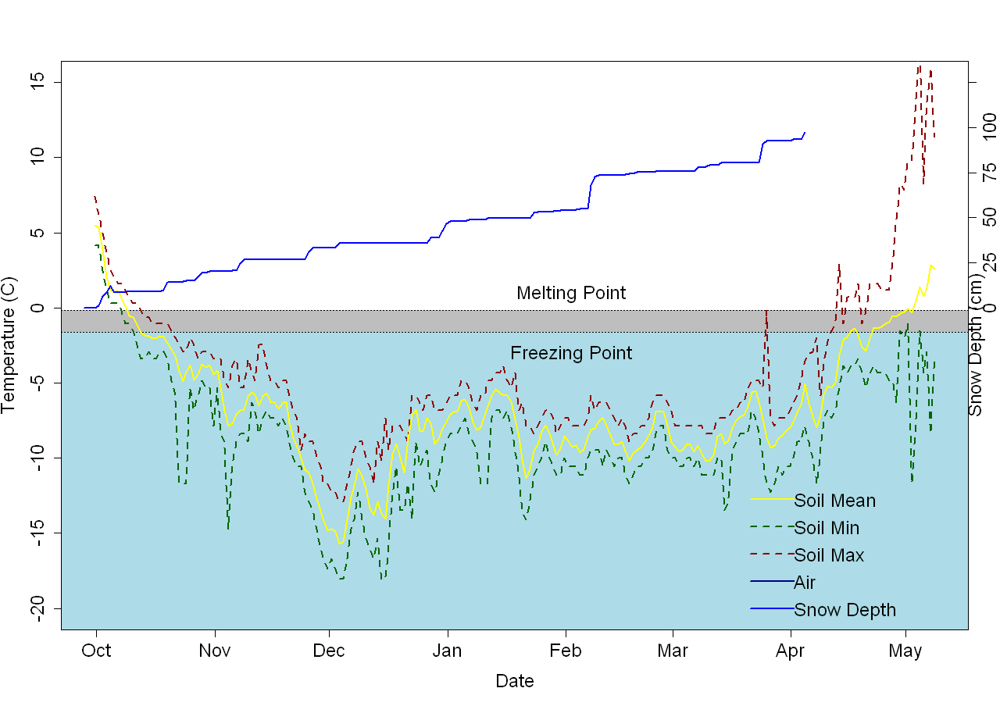 15
10
5
0
-5
-10
-15
-20
Temperature (C)
100
75
50
25
0
Snow Depth (cm)
Melting Point
Freezing Point
Soil Mean
Soil Min
Soil Max
Air
Snow Depth
Oct Nov Dec Jan Feb Mar Apr May
Date